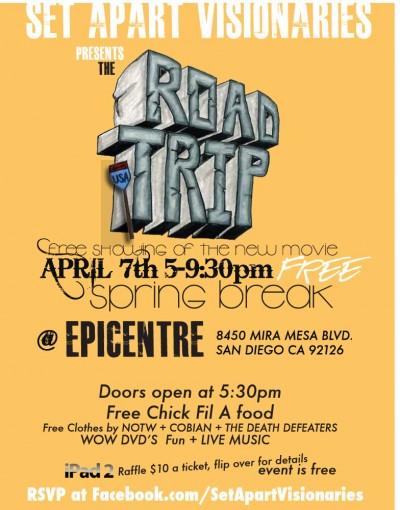 SET APART VISIONARIES
PRESENTS
THE
ROAD
TRIP
USA
free showing of the new movie
APRIL 7th 5-9:30pm FREE
spring break
@ EPICENTRE
8450 MIRA MESA BLVD.
SAN DIEGO CA 92126
Doors open at 5:30pm
Free Chick Fil A food
Free Clothes by NOTW + COBIAN + THE DEATH DEFEATERS
WOW DVD'S Fun + LIVE MUSIC
iPad 2 Raffle $10 a ticket, flip over for details
event is free
RSVP at Facebook.com/SetApartVisionaries